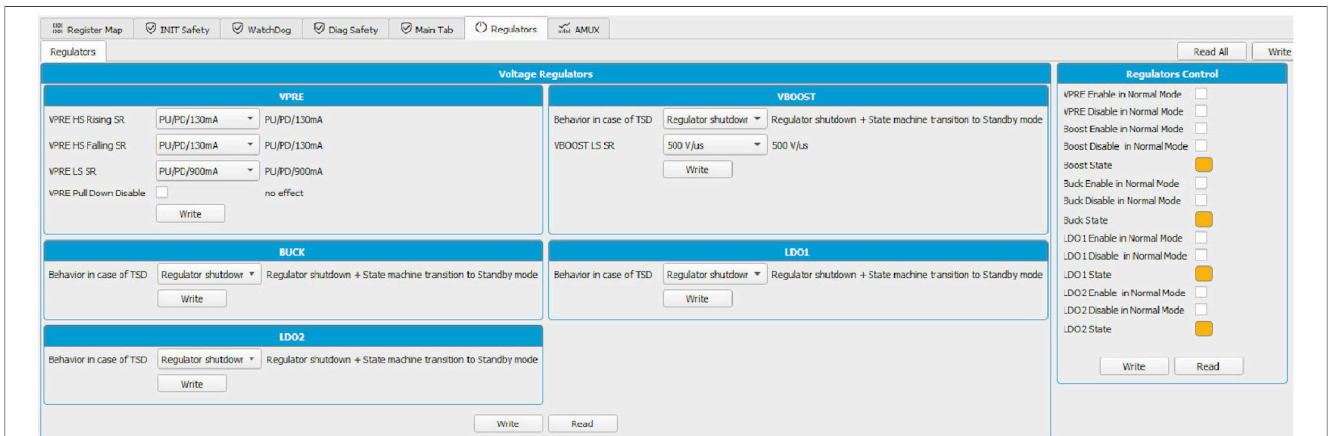 Register Map INIT Safety WatchDog Diag Safety Main Tab Regulators AMUX
Regulators Read All Write
Voltage Regulators
VPRE
VPRE HS Rising SR PU/PD/130mA PU/PD/130mA
VPRE HS Falling SR PU/PD/130mA PU/PD/130mA
VPRE LS SR PU/PD/900mA PU/PD/900mA
VPRE Pull Down Disable no effect
Write
VBOOST
Behavior in case of TSD Regulator shutdowr Regulator shutdown + State machine transition to Standby mode
VBOOST LS SR 500 V/us 500 V/us
Write
BUCK
Behavior in case of TSD Regulator shutdowr Regulator shutdown + State machine transition to Standby mode
Write
LDO1
Behavior in case of TSD Regulator shutdowr Regulator shutdown + State machine transition to Standby mode
Write
LDO2
Behavior in case of TSD Regulator shutdowr Regulator shutdown + State machine transition to Standby mode
Write
Write Read
Regulators Control
VPRE Enable in Normal Mode
VPRE Disable in Normal Mode
Boost Enable in Normal Mode
Boost Disable in Normal Mode
Boost State
Buck Enable in Normal Mode
Buck Disable in Normal Mode
Buck State
LDO1 Enable in Normal Mode
LDO1 Disable in Normal Mode
LDO1 State
LDO2 Enable in Normal Mode
LDO2 Disable in Normal Mode
LDO2 State
Write Read